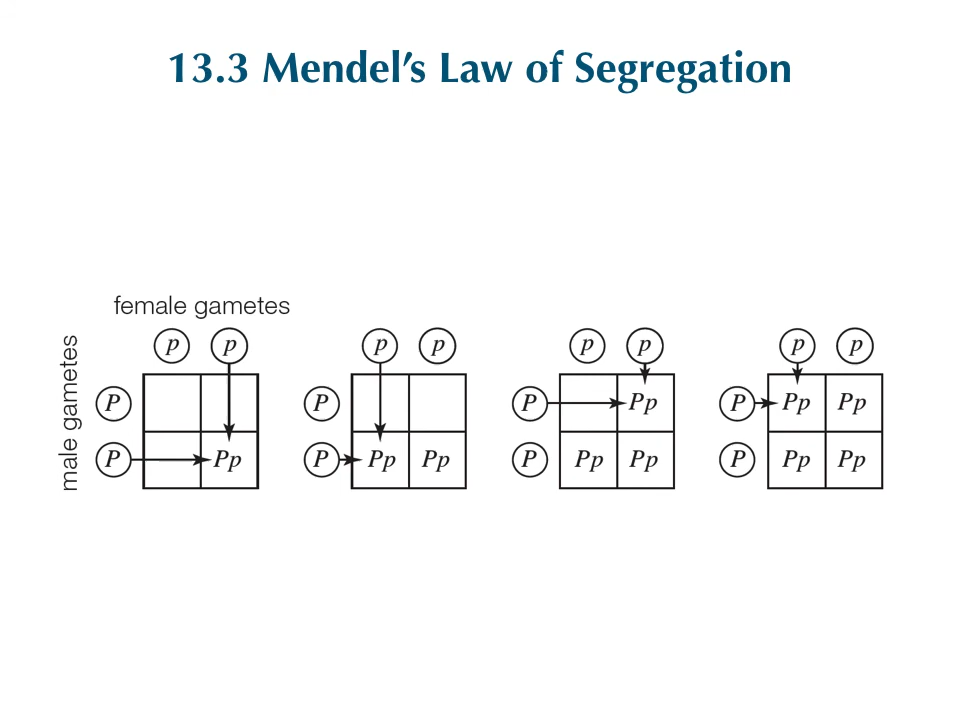 13.3 Mendel's Law of Segregation
female gametes
male gametes
p p p p p p p p
P P P Pp P Pp Pp
P Pp P Pp Pp P Pp Pp P Pp Pp